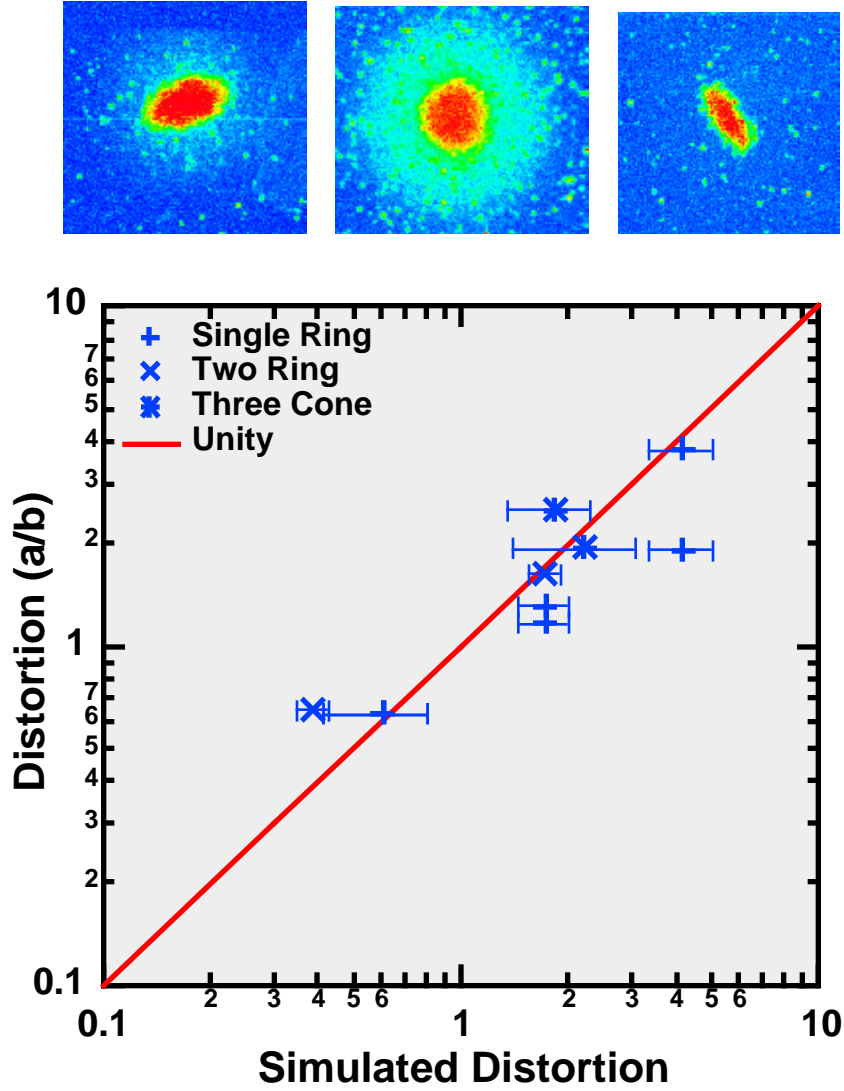 10
7
6
5
4
3
2
1
7
6
5
4
3
2
0.1
Distortion (a/b)
Single Ring
Two Ring
Three Cone
Unity
2 3 4 5 6 2 3 4 5 6
0.1 1 10
Simulated Distortion